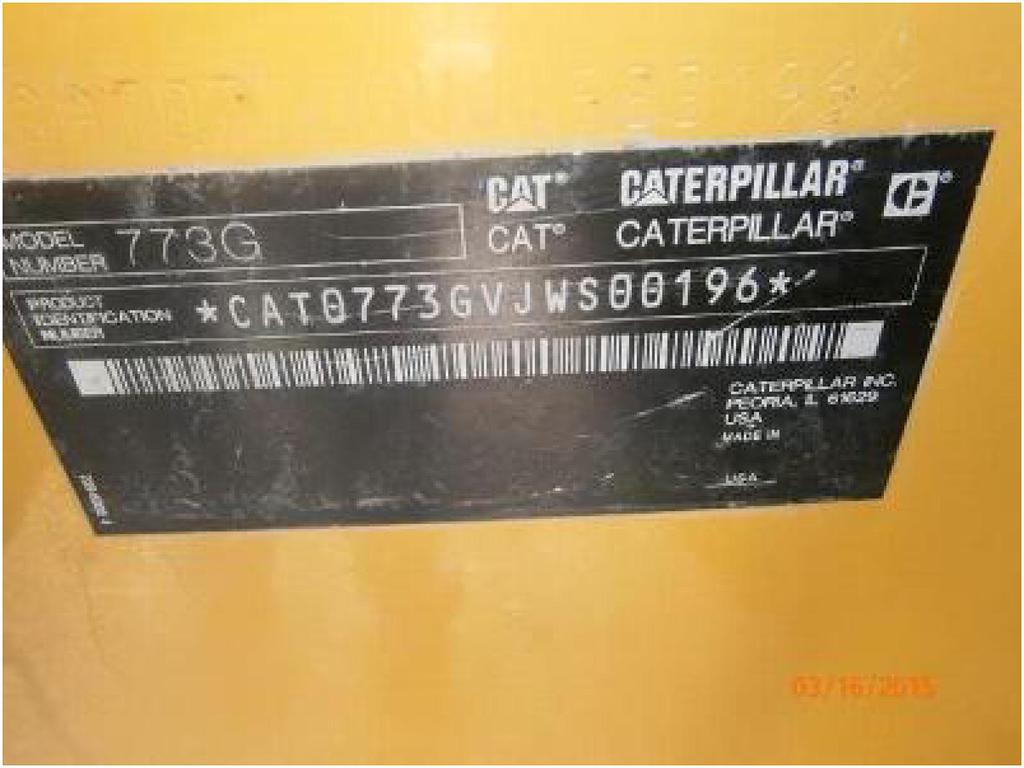 CAT® CATERPILLAR®
CAT® CATERPILLAR®
MODEL
NUMBER 773G
PRODUCT
IDENTIFICATION
NUMBER
*CAT0773GVJWS00196*
CATERPILLAR INC.
PEORIA, IL 61629
USA
MADE IN
USA
03/16/2015